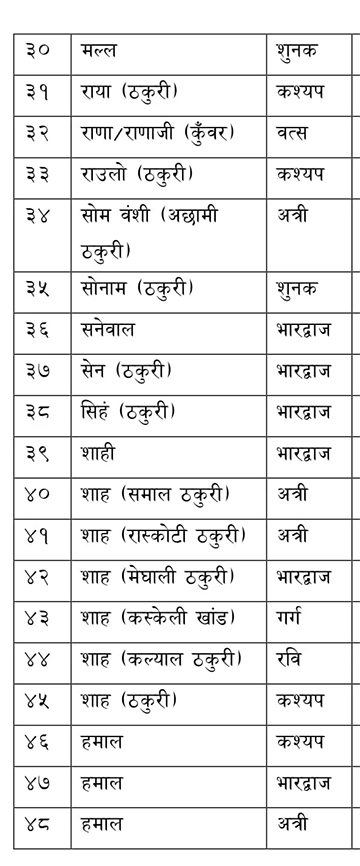 ३० मल्ल शुनक
३१ राया (ठकुरी) कश्यप
३२ राणा/राणाजी (कुँवर) वत्स
३३ राउलो (ठकुरी) कश्यप
३४ सोम वंशी (अछामी अत्री
ठकुरी)
३५ सोनाम (ठकुरी) शुनक
३६ सनेवाल भारद्वाज
३७ सेन (ठकुरी) भारद्वाज
३८ सिहं (ठकुरी) भारद्वाज
३९ शाही भारद्वाज
४० शाह (समाल ठकुरी) अत्री
४१ शाह (रास्कोटी ठकुरी) अत्री
४२ शाह (मेघाली ठकुरी) भारद्वाज
४३ शाह (कस्केली खांड) गर्ग
४४ शाह (कल्याल ठकुरी) रवि
४५ शाह (ठकुरी) कश्यप
४६ हमाल कश्यप
४७ हमाल भारद्वाज
४८ हमाल अत्री